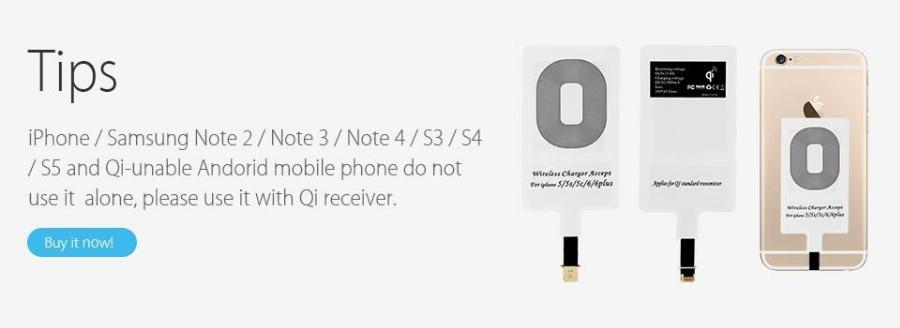 Tips
iPhone / Samsung Note 2 / Note 3 / Note 4 / S3 / S4
/ S5 and Qi-unable Andorid mobile phone do not
use it alone, please use it with Qi receiver.
Buy it now!
Wireless Charger Accept
For iphone 5/5s/5c/6/6plus
qi
Applies for QI standard transmitter
Wireless Charger Accept
For iphone 5/5s/5c/6/6plus